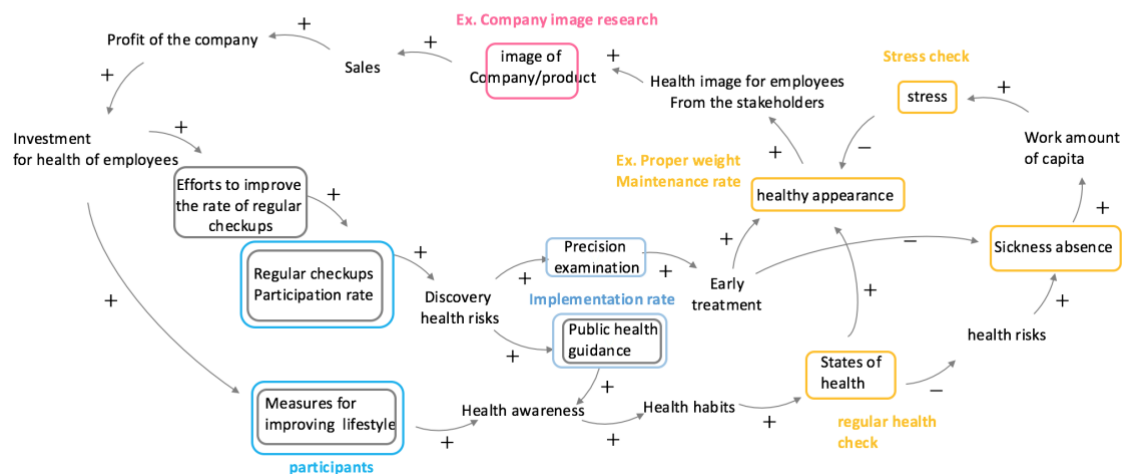 Ex. Company image research
Profit of the company
+
+
+
Sales
image of
Company/product
+
Health image for employees
From the stakeholders
Stress check
stress
+
Work amount
of capita
+
Investment
for health of employees
+
–
+
Ex. Proper weight
Maintenance rate
healthy appearance
Efforts to improve
the rate of regular
checkups
+
+
Sickness absence
Regular checkups
Participation rate
+
Precision
examination
+
+
+
–
Early
treatment
Discovery
health risks
Implementation rate
+
+
+
Public health
guidance
+
health risks
States of
health
–
+
Measures for
improving lifestyle
Health awareness
Health habits
+
+
+
regular health
check
participants